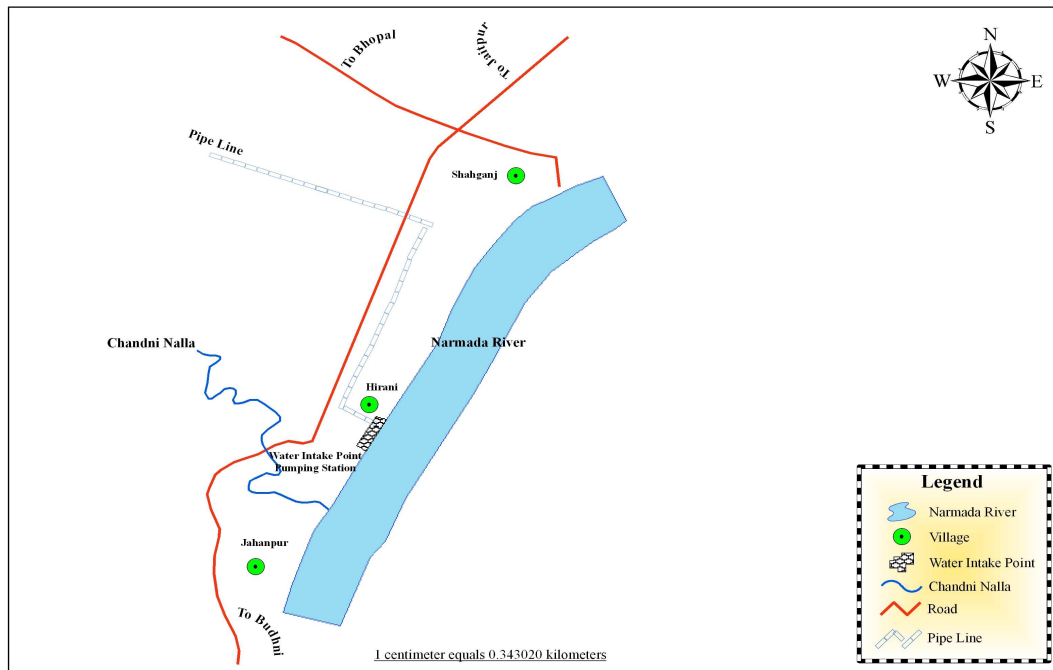 To Bhopal
To Jaitpur
N
W
E
S
Pipe Line
Shahganj
Chandni Nalla
Narmada River
Hirani
Water Intake Point
Pumping Station
Jahanpur
To Budhni
1 centimeter equals 0.343020 kilometers
Legend
Narmada River
Village
Water Intake Point
Chandni Nalla
Road
Pipe Line